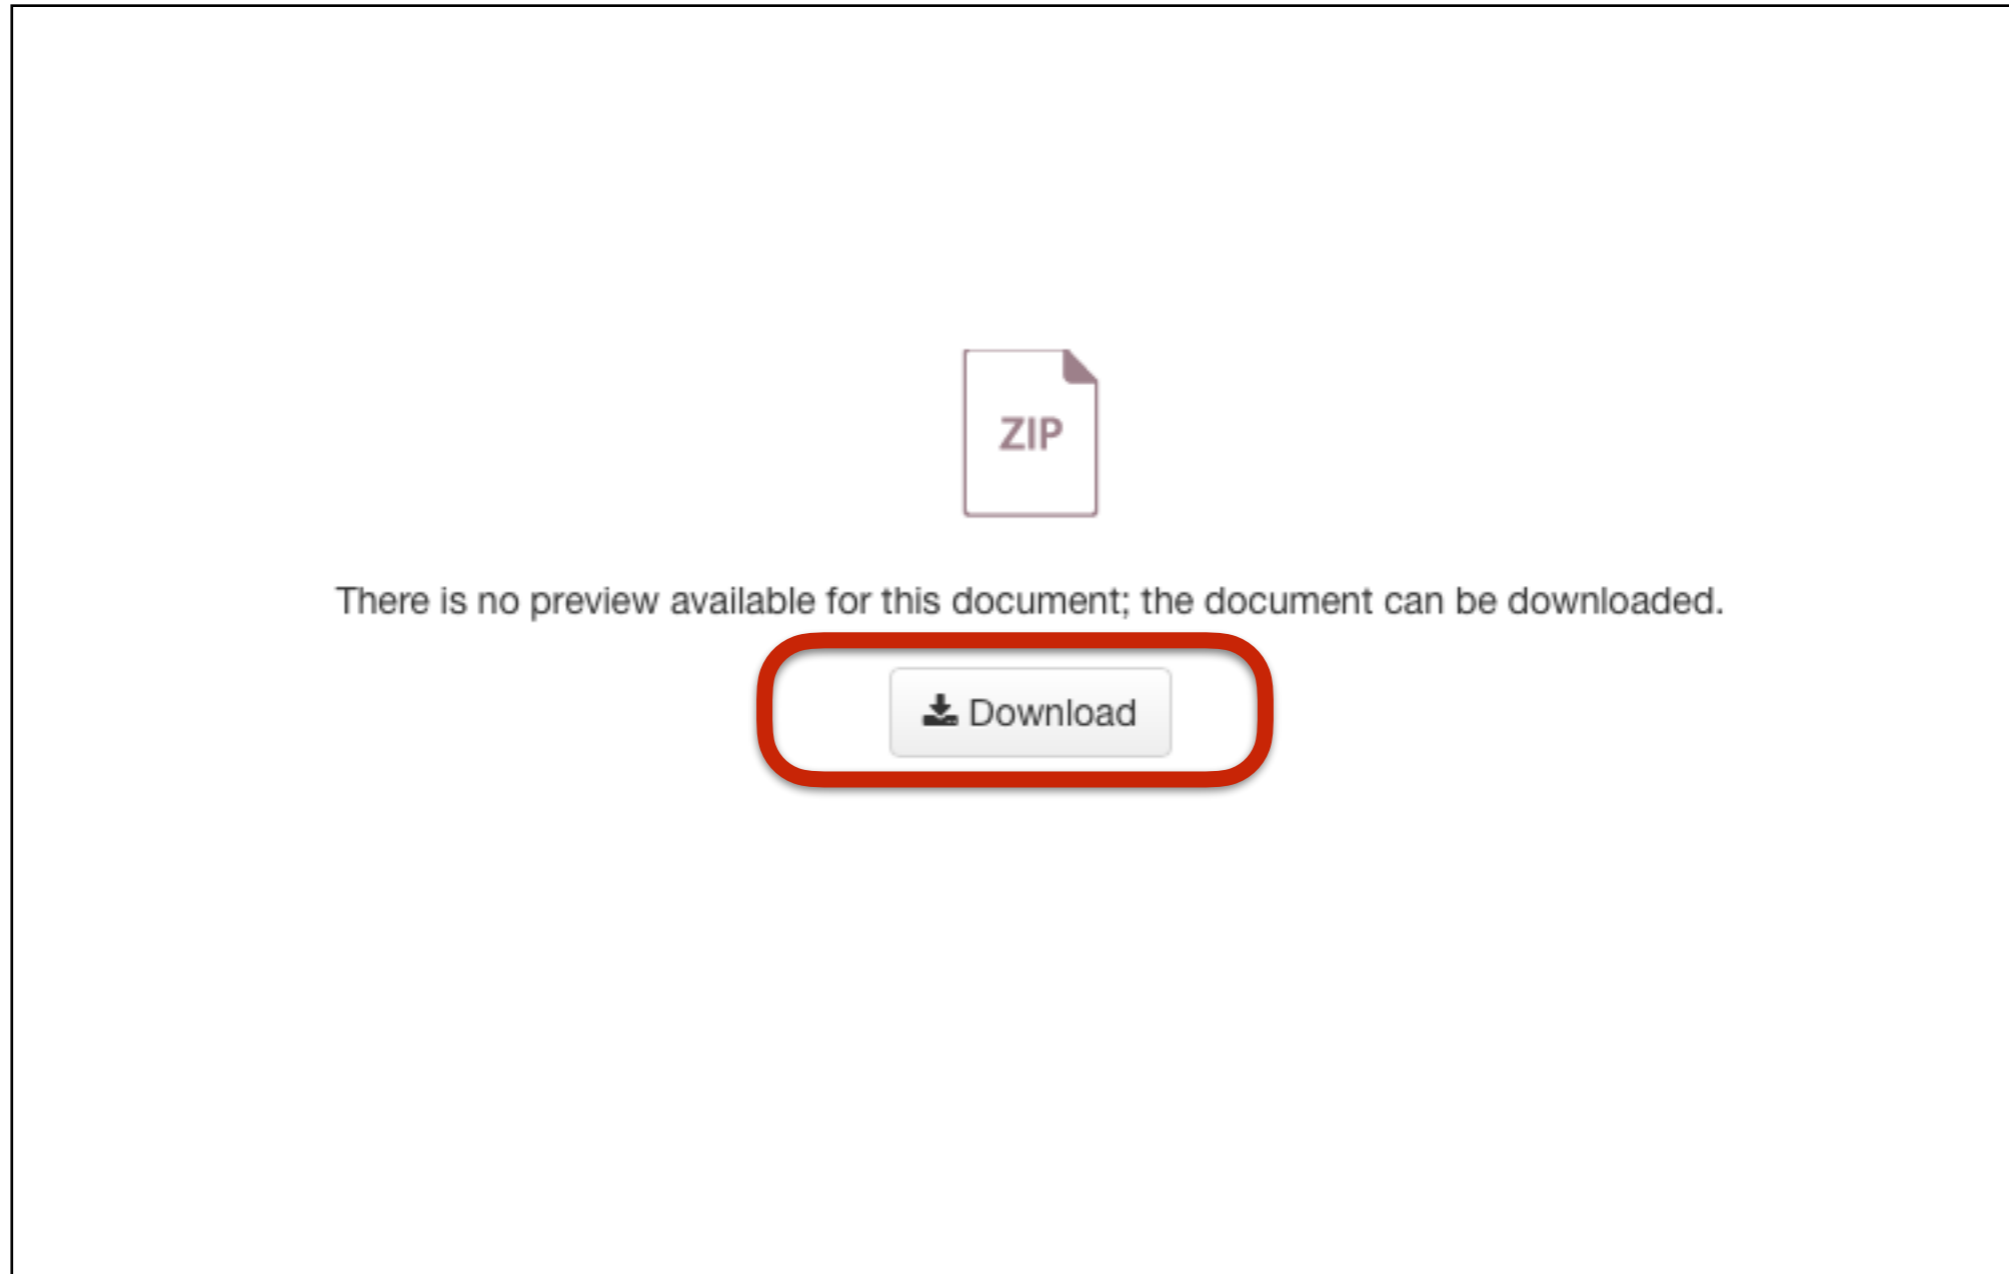 ZIP
There is no preview available for this document; the document can be downloaded.
Download